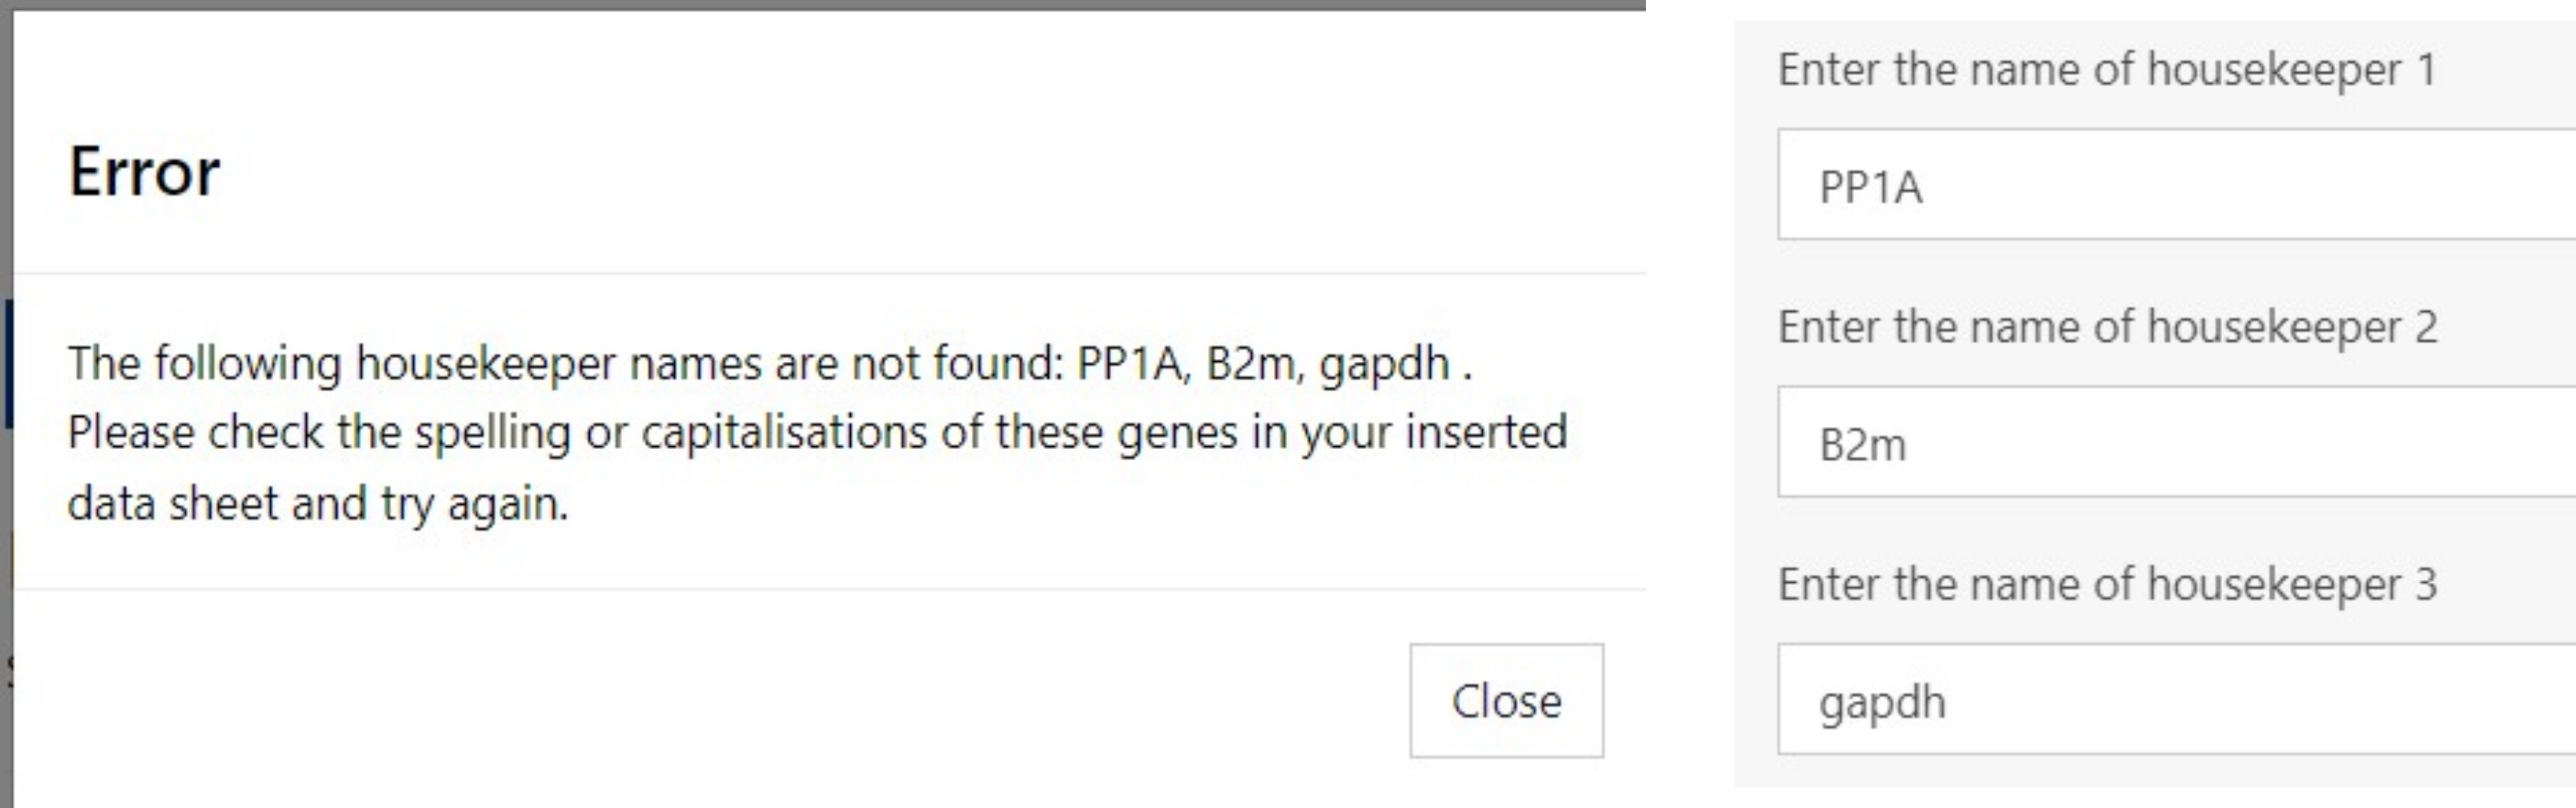 Error
The following housekeeper names are not found: PP1A, B2m, gapdh .
Please check the spelling or capitalisations of these genes in your inserted
data sheet and try again.
Close
Enter the name of housekeeper 1
PP1A
Enter the name of housekeeper 2
B2m
Enter the name of housekeeper 3
gapdh